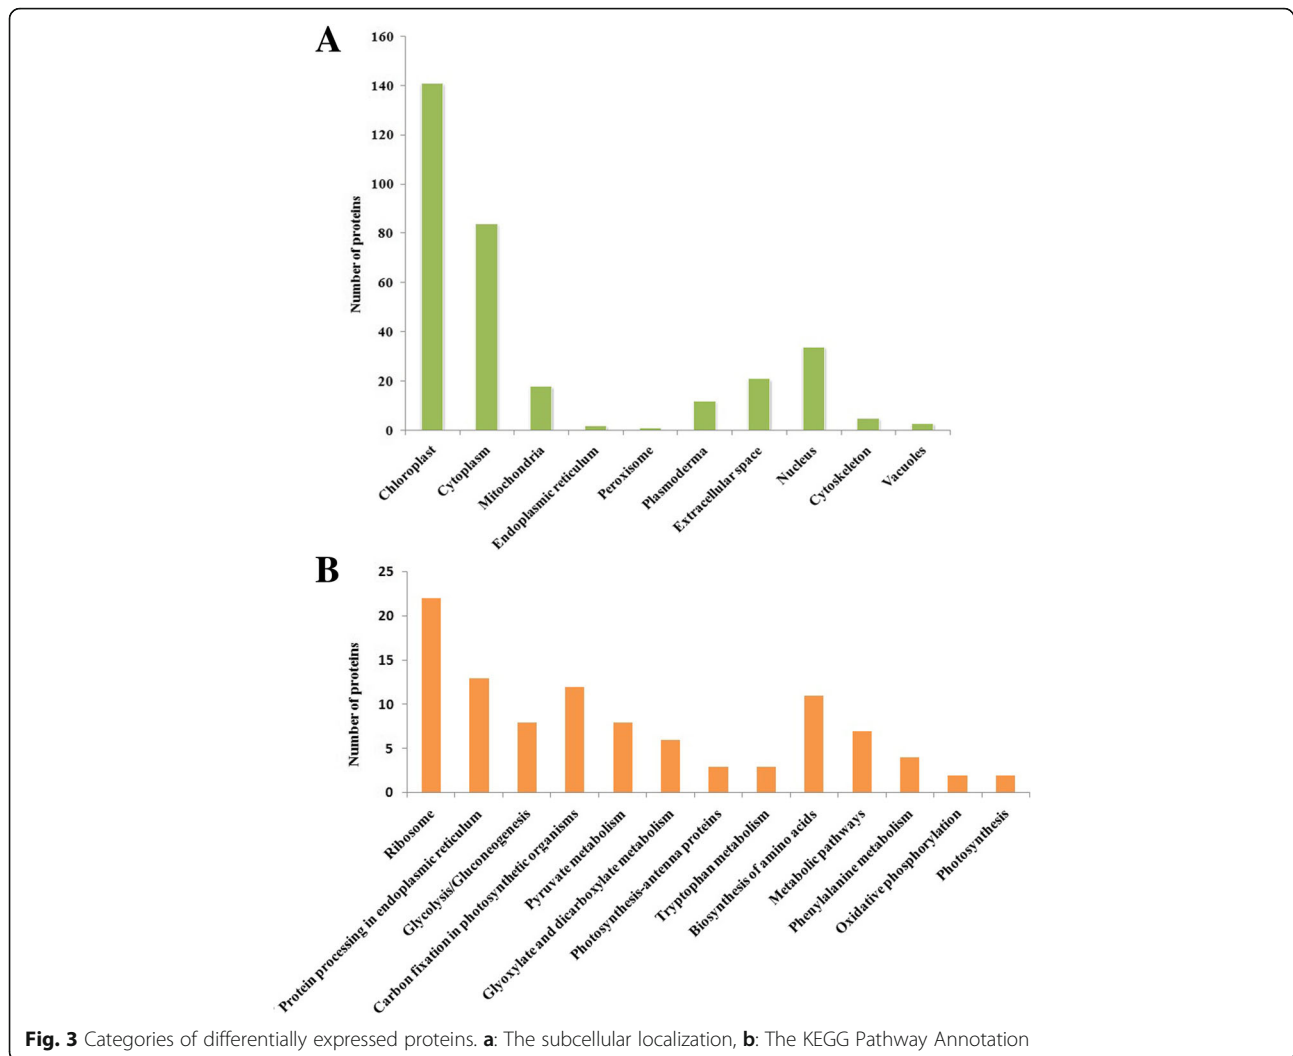 A
160
140
120
100
80
60
40
20
0
Number of proteins
Chloroplast
Cytoplasm
Mitochondria
Endoplasmic reticulum
Peroxisome
Plasmoderma
Extracellular space
Nucleus
Cytoskeleton
Vacuoles
B
25
20
15
10
5
0
Number of proteins
Ribosome
Protein processing in endoplasmic reticulum
Glycolysis/Gluconeogenesis
Carbon fixation in photosynthetic organisms
Pyruvate metabolism
Glyoxylate and dicarboxylate metabolism
Photosynthesis-antenna proteins
Tryptophan metabolism
Biosynthesis of amino acids
Metabolic pathways
Phenylalanine metabolism
Oxidative phosphorylation
Photosynthesis
Fig. 3 Categories of differentially expressed proteins. a: The subcellular localization, b: The KEGG Pathway Annotation